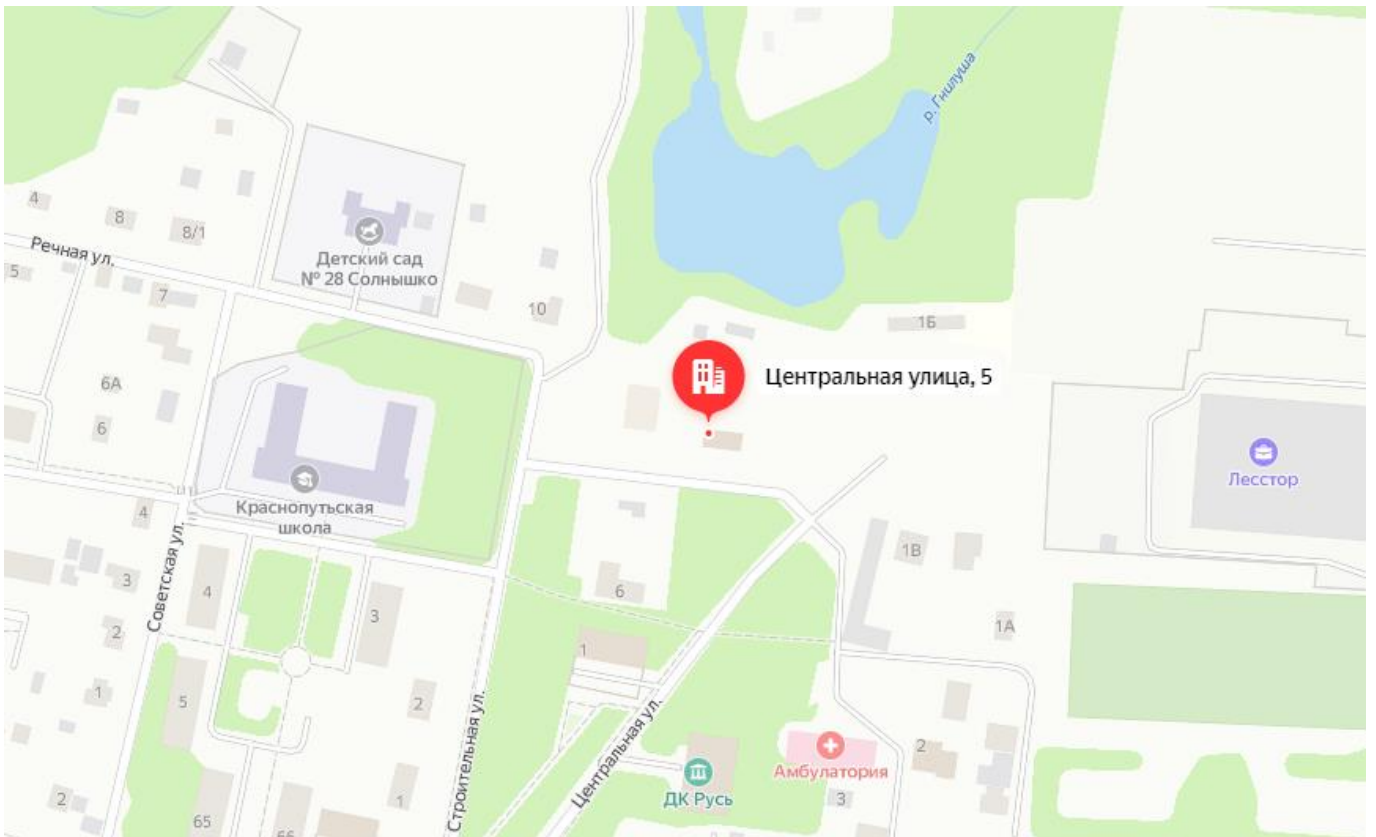 р. Гнилуша
4
8
8/1
Речная ул.
Детский сад
№ 28 Солнышко
5
7
10
1Б
Центральная улица, 5
6А
6
Лесстор
Краснопутьская
школа
4
Советская ул.
1В
3
4
3
6
2
1
1А
1
5
2
Строительная ул.
Центральная ул.
2
Амбулатория
ДК Русь
3
2
65
1
66